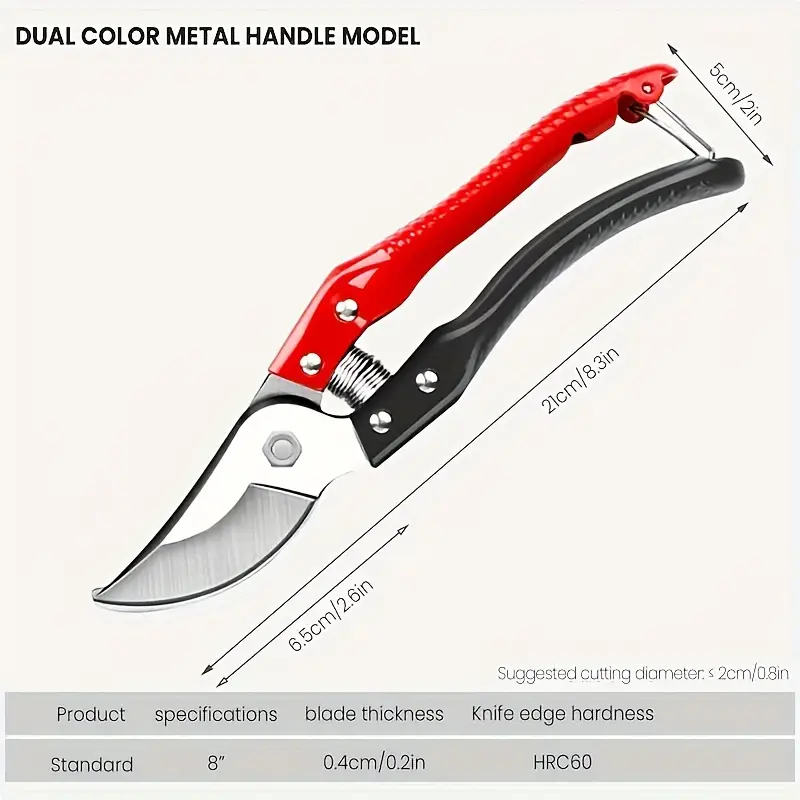 DUAL COLOR METAL HANDLE MODEL
5cm/2in
21cm/8.3in
6.5cm/2.6in
Suggested cutting diameter: ≤ 2cm/0.8in
Product specifications blade thickness Knife edge hardness
Standard 8” 0.4cm/0.2in HRC60